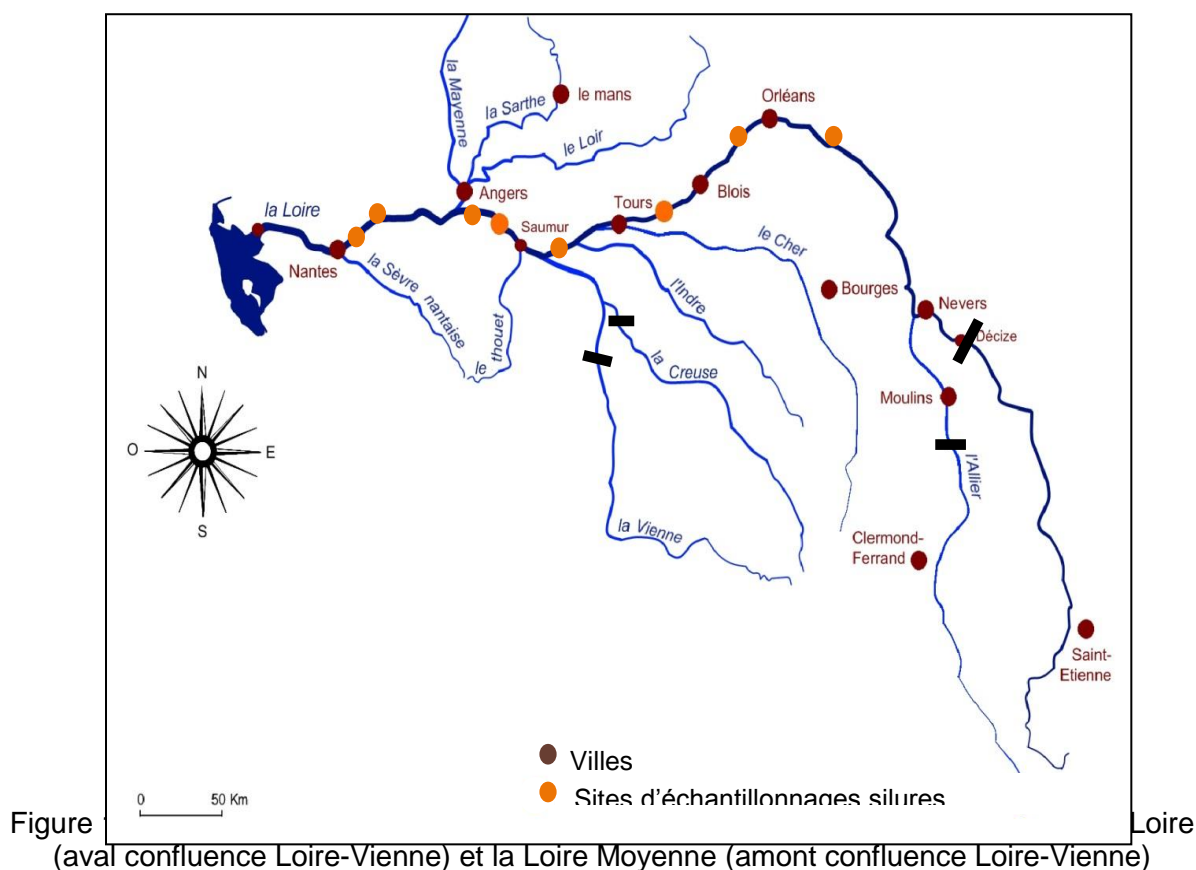 la Mayenne
la Sarthe
le mans
le Loir
Orléans
Angers
Blois
Tours
la Loire
Saumur
Nantes
la Sèvre nantaise
le thouet
le Cher
l'Indre
Bourges
Nevers
Décize
la Creuse
Moulins
l'Allier
N
O
E
S
la Vienne
Clermond-
Ferrand
Saint-
Etienne
Villes
Sites d'échantillonnages silures
0 50 Km
Figure Loire
(aval confluence Loire-Vienne) et la Loire Moyenne (amont confluence Loire-Vienne)